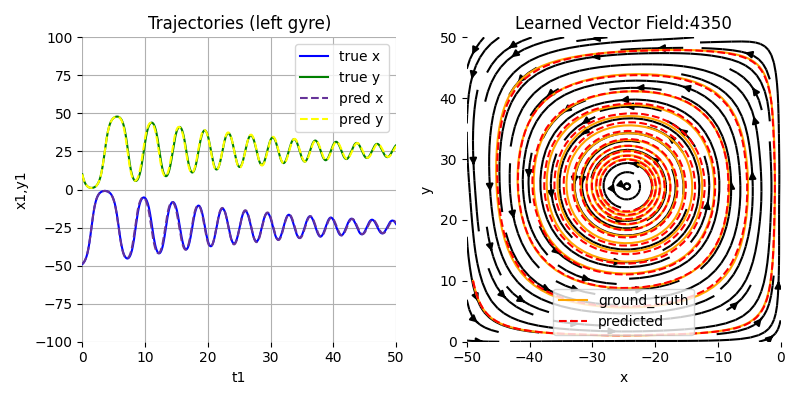 Trajectories (left gyre)
100
75
50
25
0
−25
−50
−75
−100
x1,y1
0 10 20 30 40 50
t1
true x
true y
pred x
pred y
Learned Vector Field:4350
50
40
30
20
10
0
y
−50 −40 −30 −20 −10 0
x
ground_truth
predicted